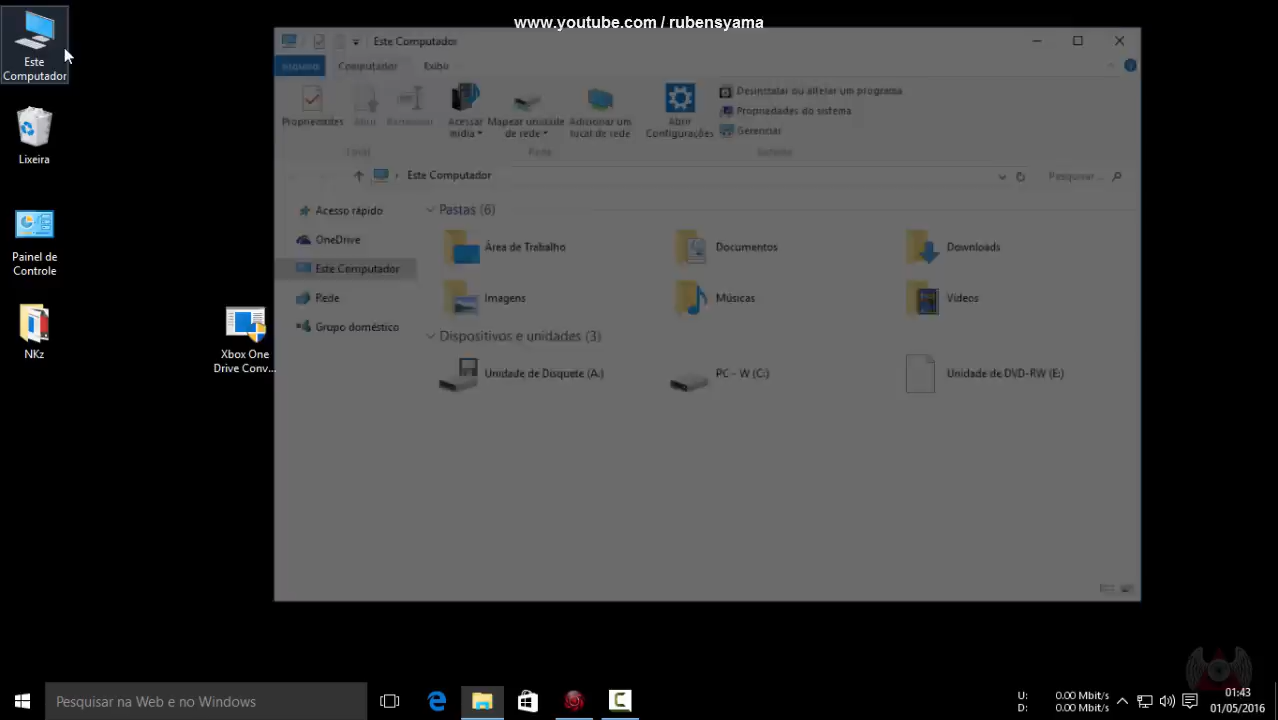 www.youtube.com / rubensyama
Este Computador
Arquivo Computador Exibir
Propriedades Abrir Renomear
Acessar mídia
Mapear unidade de rede
Adicionar um local de rede
Abrir Configurações
Desinstalar ou alterar um programa
Propriedades do sistema
Gerenciar
Local Rede Sistema
Este Computador
Pesquisar...
Acesso rápido
OneDrive
Este Computador
Rede
Grupo doméstico
Pastas (6)
Área de Trabalho Documentos Downloads
Imagens Músicas Vídeos
Dispositivos e unidades (3)
Unidade de Disquete (A:) PC - W (C:) Unidade de DVD-RW (E:)
Este
Computador
Lixeira
Painel de
Controle
NKz
Xbox One
Drive Conv...
Pesquisar na Web e no Windows
U: 0.00 Mbit/s
D: 0.00 Mbit/s
01:43
01/05/2016